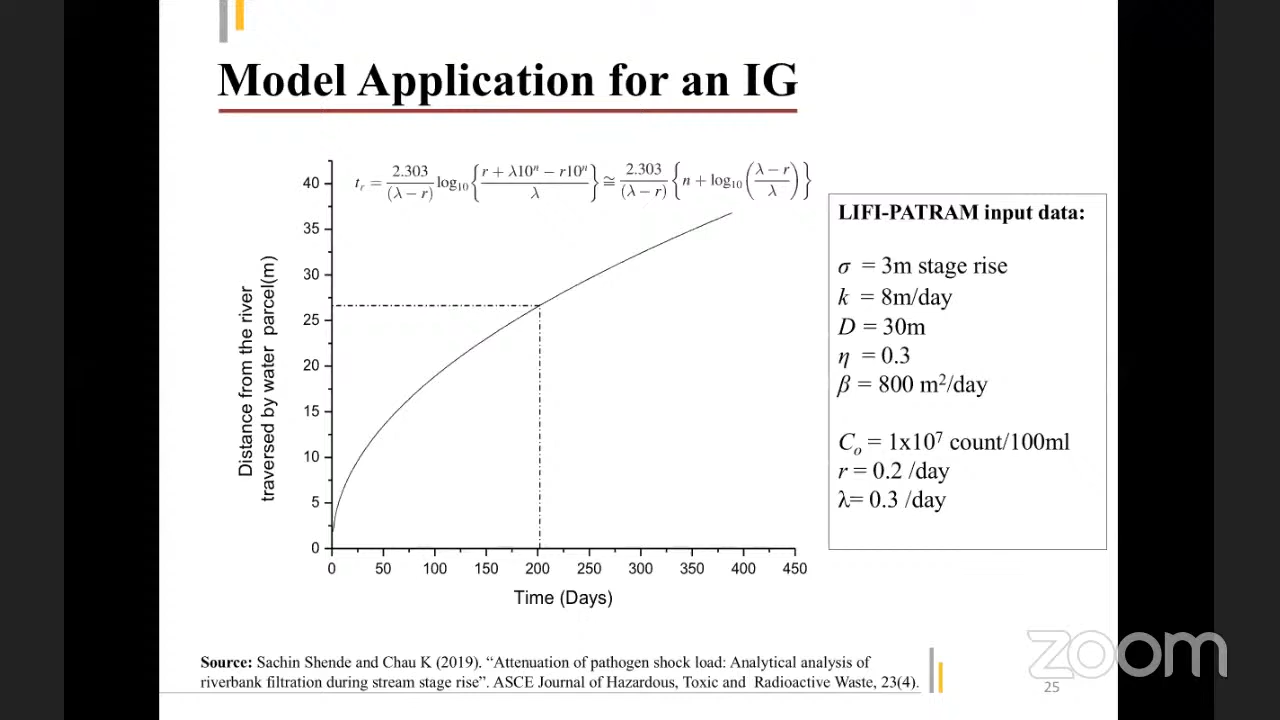 Model Application for an IG
t_r = 2.303/(λ − r) log₁₀ {(r + λ10ⁿ − r10ⁿ)/λ} ≅ 2.303/(λ − r) {n + log₁₀((λ − r)/λ)}
Distance from the river
traversed by water parcel(m)
40
35
30
25
20
15
10
5
0
0 50 100 150 200 250 300 350 400 450
Time (Days)
LIFI-PATRAM input data:
σ = 3m stage rise
k = 8m/day
D = 30m
η = 0.3
β = 800 m²/day
Cₒ = 1x10⁷ count/100ml
r = 0.2 /day
λ= 0.3 /day
Source: Sachin Shende and Chau K (2019). “Attenuation of pathogen shock load: Analytical analysis of
riverbank filtration during stream stage rise”. ASCE Journal of Hazardous, Toxic and Radioactive Waste, 23(4).
zoom
25